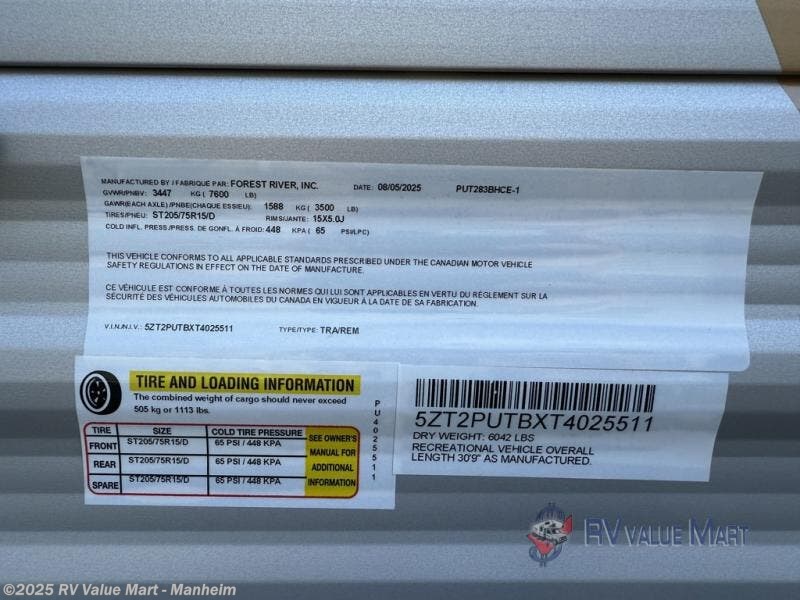 MANUFACTURED BY / FABRIQUÉ PAR: FOREST RIVER, INC. DATE: 08/05/2025 PUT283BHCE-1
GVWR/PNBV: 3447 KG ( 7600 LB)
GAWR(EACH AXLE) /PNBE(CHAQUE ESSIEU): 1588 KG ( 3500 LB)
TIRES/PNEU: ST205/75R15/D RIMS/JANTE: 15X5.0J
COLD INFL. PRESS./PRESS. DE GONFL. À FROID: 448 KPA ( 65 PSI/LPC)
THIS VEHICLE CONFORMS TO ALL APPLICABLE STANDARDS PRESCRIBED UNDER THE CANADIAN MOTOR VEHICLE
SAFETY REGULATIONS IN EFFECT ON THE DATE OF MANUFACTURE.
CE VÉHICULE EST CONFORME À TOUTES LES NORMES QUI LUI SONT APPLICABLES EN VERTU DU RÈGLEMENT SUR LA
SÉCURITÉ DES VÉHICULES AUTOMOBILES DU CANADA EN VIGUEUR À LA DATE DE SA FABRICATION.
V.I.N./N.I.V.: 5ZT2PUTBXT4025511 TYPE/TYPE: TRA/REM
TIRE AND LOADING INFORMATION
The combined weight of cargo should never exceed
505 kg or 1113 lbs.
TIRE SIZE COLD TIRE PRESSURE
FRONT ST205/75R15/D 65 PSI / 448 KPA
REAR ST205/75R15/D 65 PSI / 448 KPA
SPARE ST205/75R15/D 65 PSI / 448 KPA
SEE OWNER'S
MANUAL FOR
ADDITIONAL
INFORMATION
PU4025511
5ZT2PUTBXT4025511
DRY WEIGHT: 6042 LBS
RECREATIONAL VEHICLE OVERALL
LENGTH 30'9" AS MANUFACTURED.
RV VALUE MART
©2025 RV Value Mart - Manheim